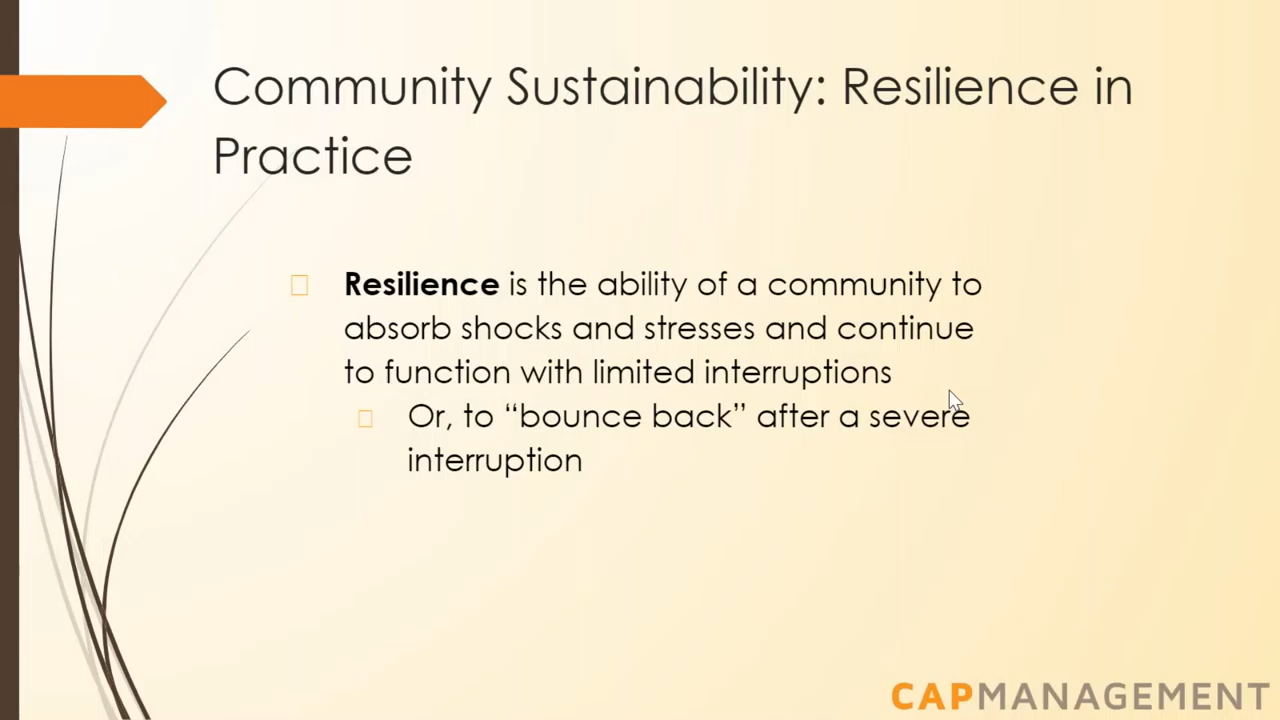 Community Sustainability: Resilience in
Practice
Resilience is the ability of a community to
absorb shocks and stresses and continue
to function with limited interruptions
Or, to “bounce back” after a severe
interruption
CAPMANAGEMENT